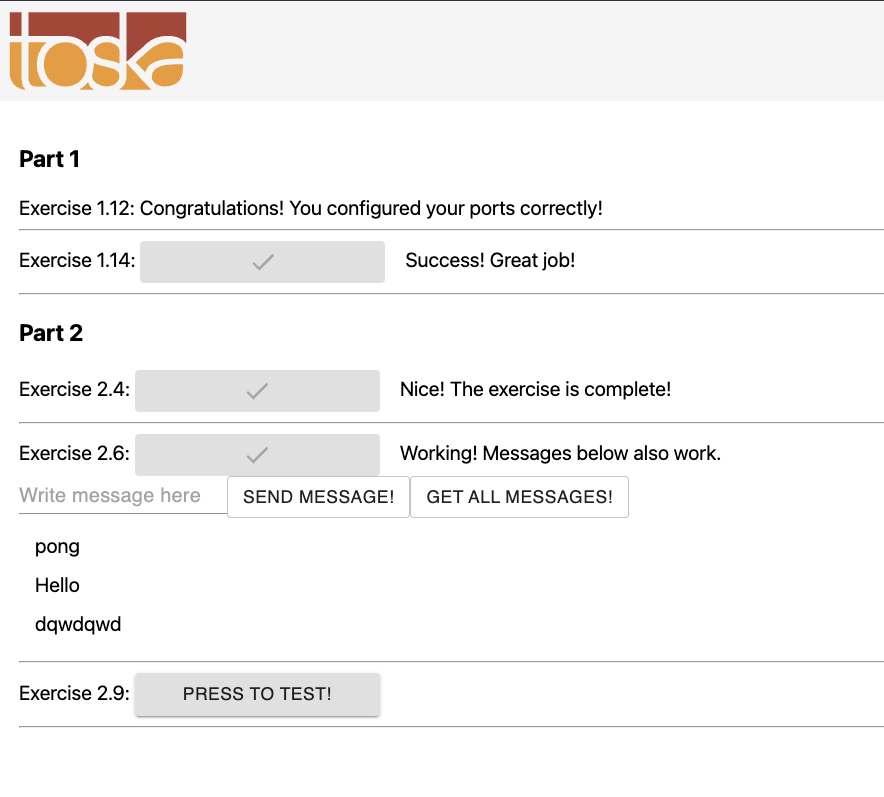 toska
Part 1
Exercise 1.12: Congratulations! You configured your ports correctly!
Exercise 1.14: Success! Great job!
Part 2
Exercise 2.4: Nice! The exercise is complete!
Exercise 2.6: Working! Messages below also work.
Write message here SEND MESSAGE! GET ALL MESSAGES!
pong
Hello
dqwdqwd
Exercise 2.9: PRESS TO TEST!